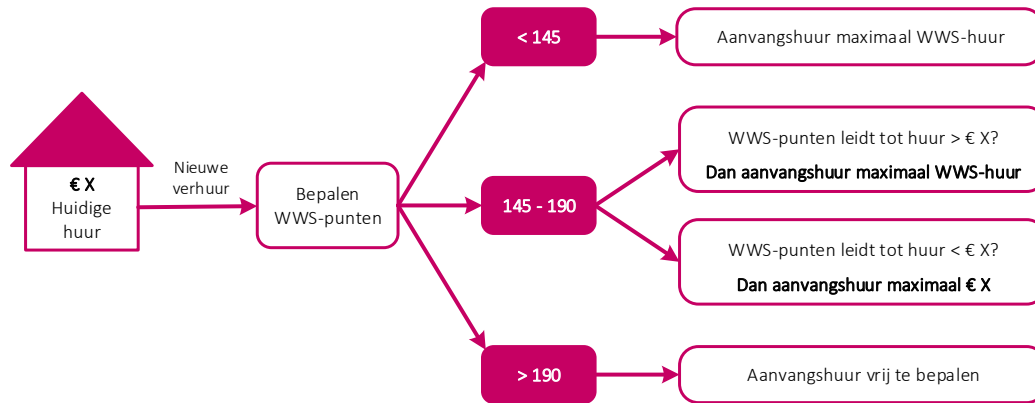 € X
Huidige
huur
Nieuwe
verhuur
Bepalen
WWS-punten
< 145
Aanvangshuur maximaal WWS-huur
145 - 190
WWS-punten leidt tot huur > € X?
Dan aanvangshuur maximaal WWS-huur
WWS-punten leidt tot huur < € X?
Dan aanvangshuur maximaal € X
> 190
Aanvangshuur vrij te bepalen